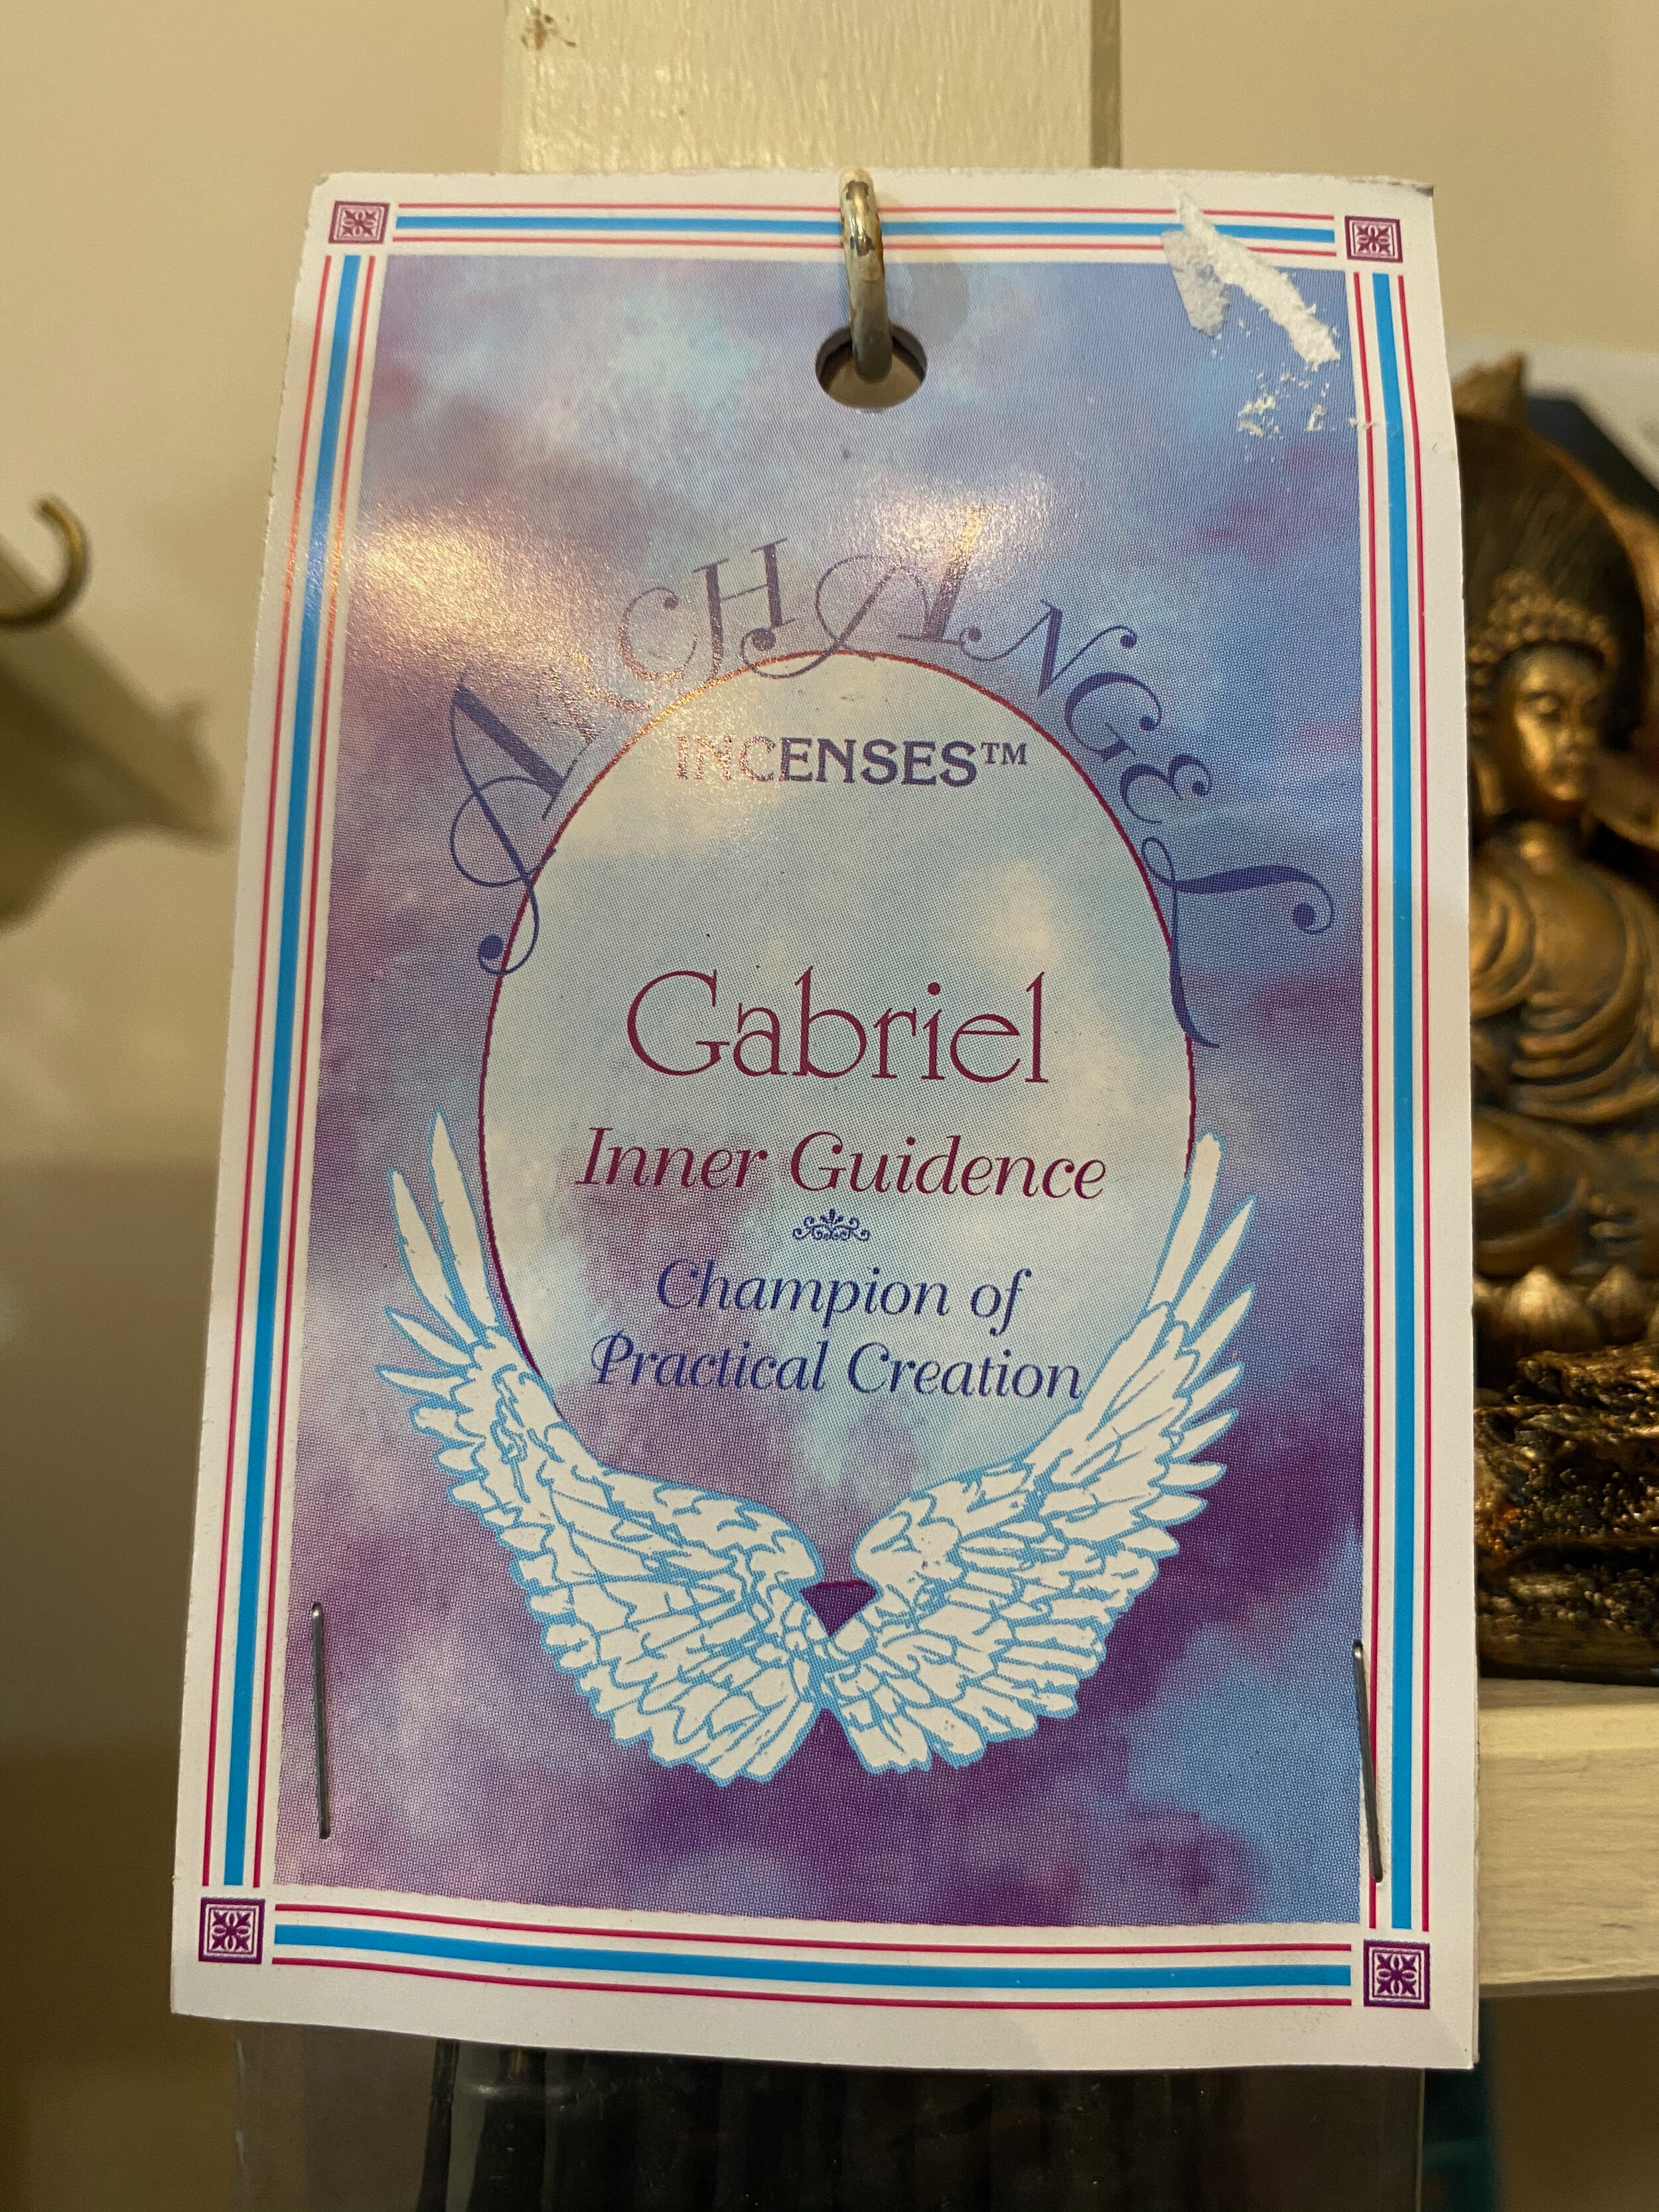 ARCHANGEL
INCENSES™
Gabriel
Inner Guidence
Champion of
Practical Creation